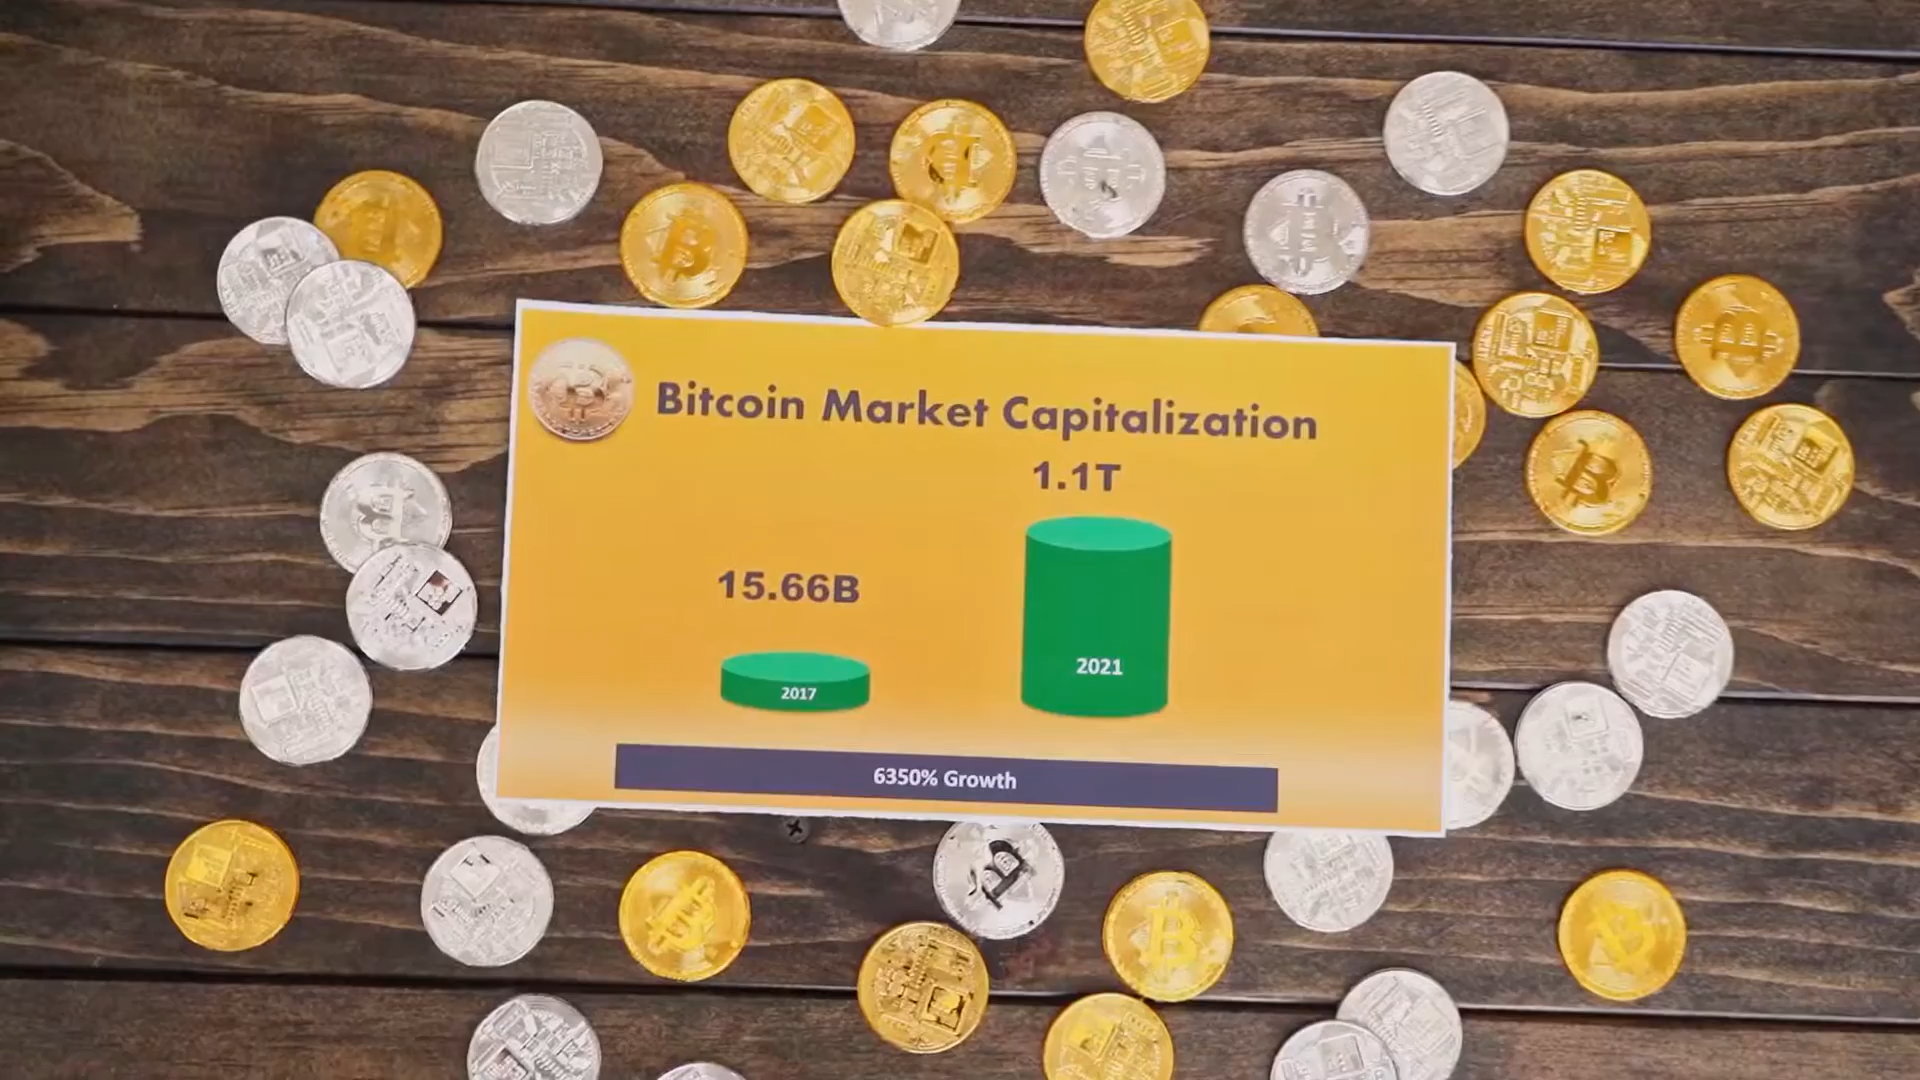 Bitcoin Market Capitalization
1.1T
15.66B
2017
2021
6350% Growth